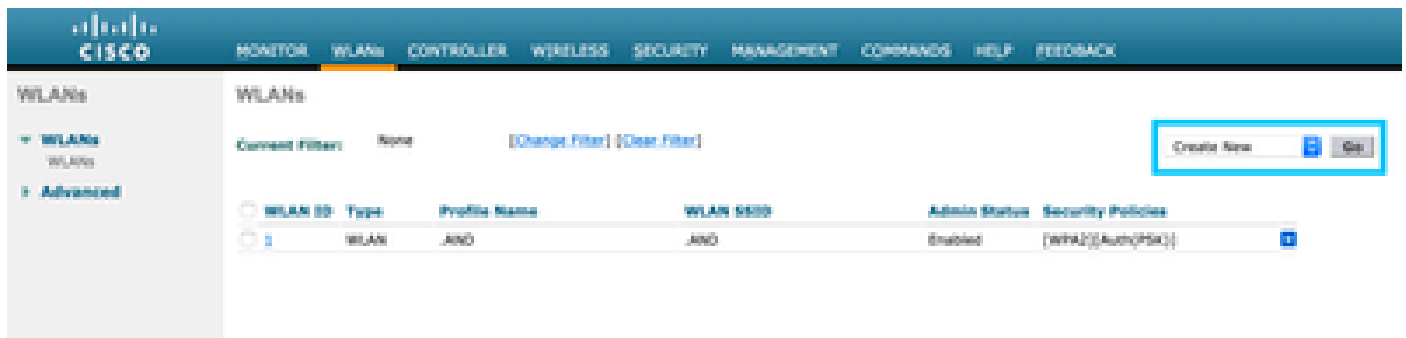 CISCO
MONITOR WLANs CONTROLLER WIRELESS SECURITY MANAGEMENT COMMANDS HELP FEEDBACK
WLANs
WLANs
WLANs
Advanced
WLANs
Current Filter: None [Change Filter] [Clear Filter]
Create New Go
WLAN ID Type Profile Name WLAN SSID Admin Status Security Policies
1 WLAN .ANO .ANO Enabled [WPA2][Auth(PSK)]